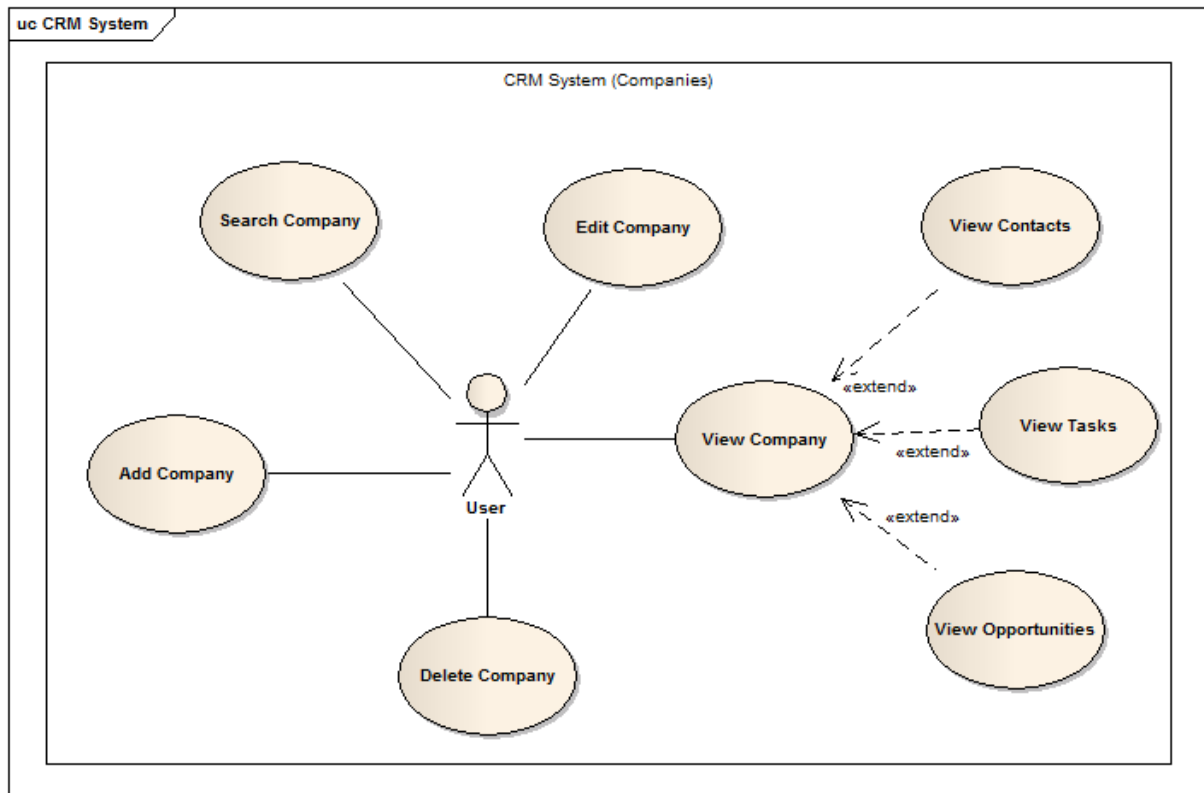 uc CRM System
CRM System (Companies)
Search Company
Edit Company
View Contacts
«extend»
View Company
View Tasks
«extend»
Add Company
User
«extend»
View Opportunities
Delete Company